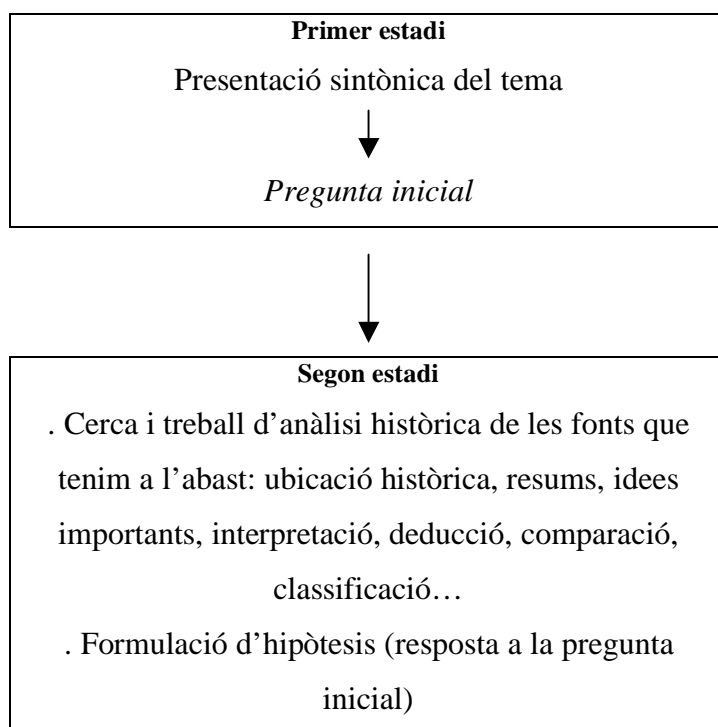 Primer estadi
Presentació sintònica del tema
Pregunta inicial
Segon estadi
. Cerca i treball d’anàlisi històrica de les fonts que
tenim a l’abast: ubicació històrica, resums, idees
importants, interpretació, deducció, comparació,
classificació…
. Formulació d’hipòtesis (resposta a la pregunta
inicial)